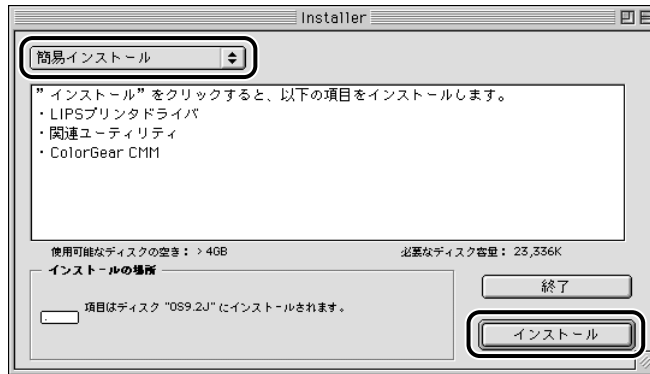 Installer
簡易インストール
”インストール”をクリックすると、以下の項目をインストールします。
・LIPSプリンタドライバ
・関連ユーティリティ
・ColorGear CMM
使用可能なディスクの空き：>4GB
必要なディスク容量：23,336K
インストールの場所
項目はディスク "OS9.2J" にインストールされます。
終了
インストール